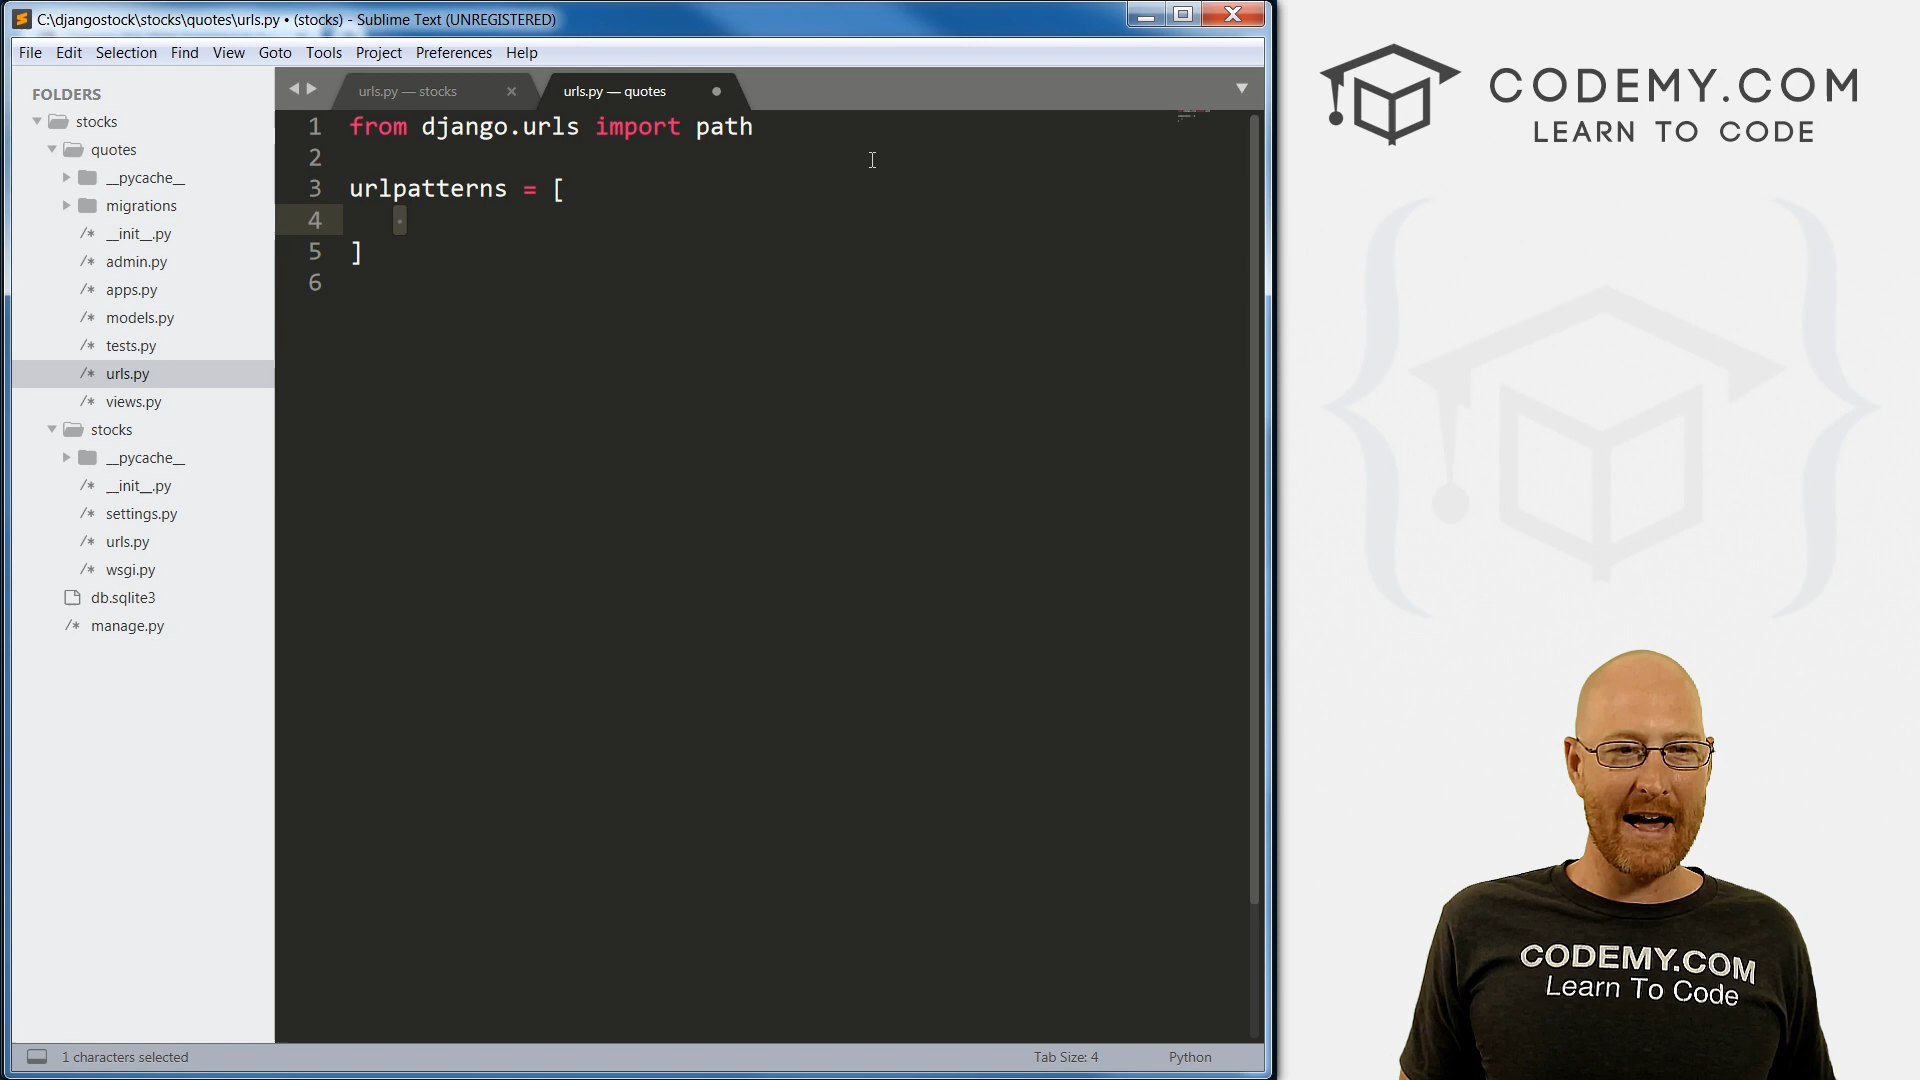 C:\djangostock\stocks\quotes\urls.py • (stocks) - Sublime Text (UNREGISTERED)
File Edit Selection Find View Goto Tools Project Preferences Help
FOLDERS
stocks
quotes
__pycache__
migrations
/* __init__.py
/* admin.py
/* apps.py
/* models.py
/* tests.py
/* urls.py
/* views.py
stocks
__pycache__
/* __init__.py
/* settings.py
/* urls.py
/* wsgi.py
db.sqlite3
/* manage.py
urls.py — stocks
urls.py — quotes
1 from django.urls import path
2
3 urlpatterns = [
4
5 ]
6
1 characters selected
Tab Size: 4
Python
CODEMY.COM
LEARN TO CODE
CODEMY.COM
Learn To Code